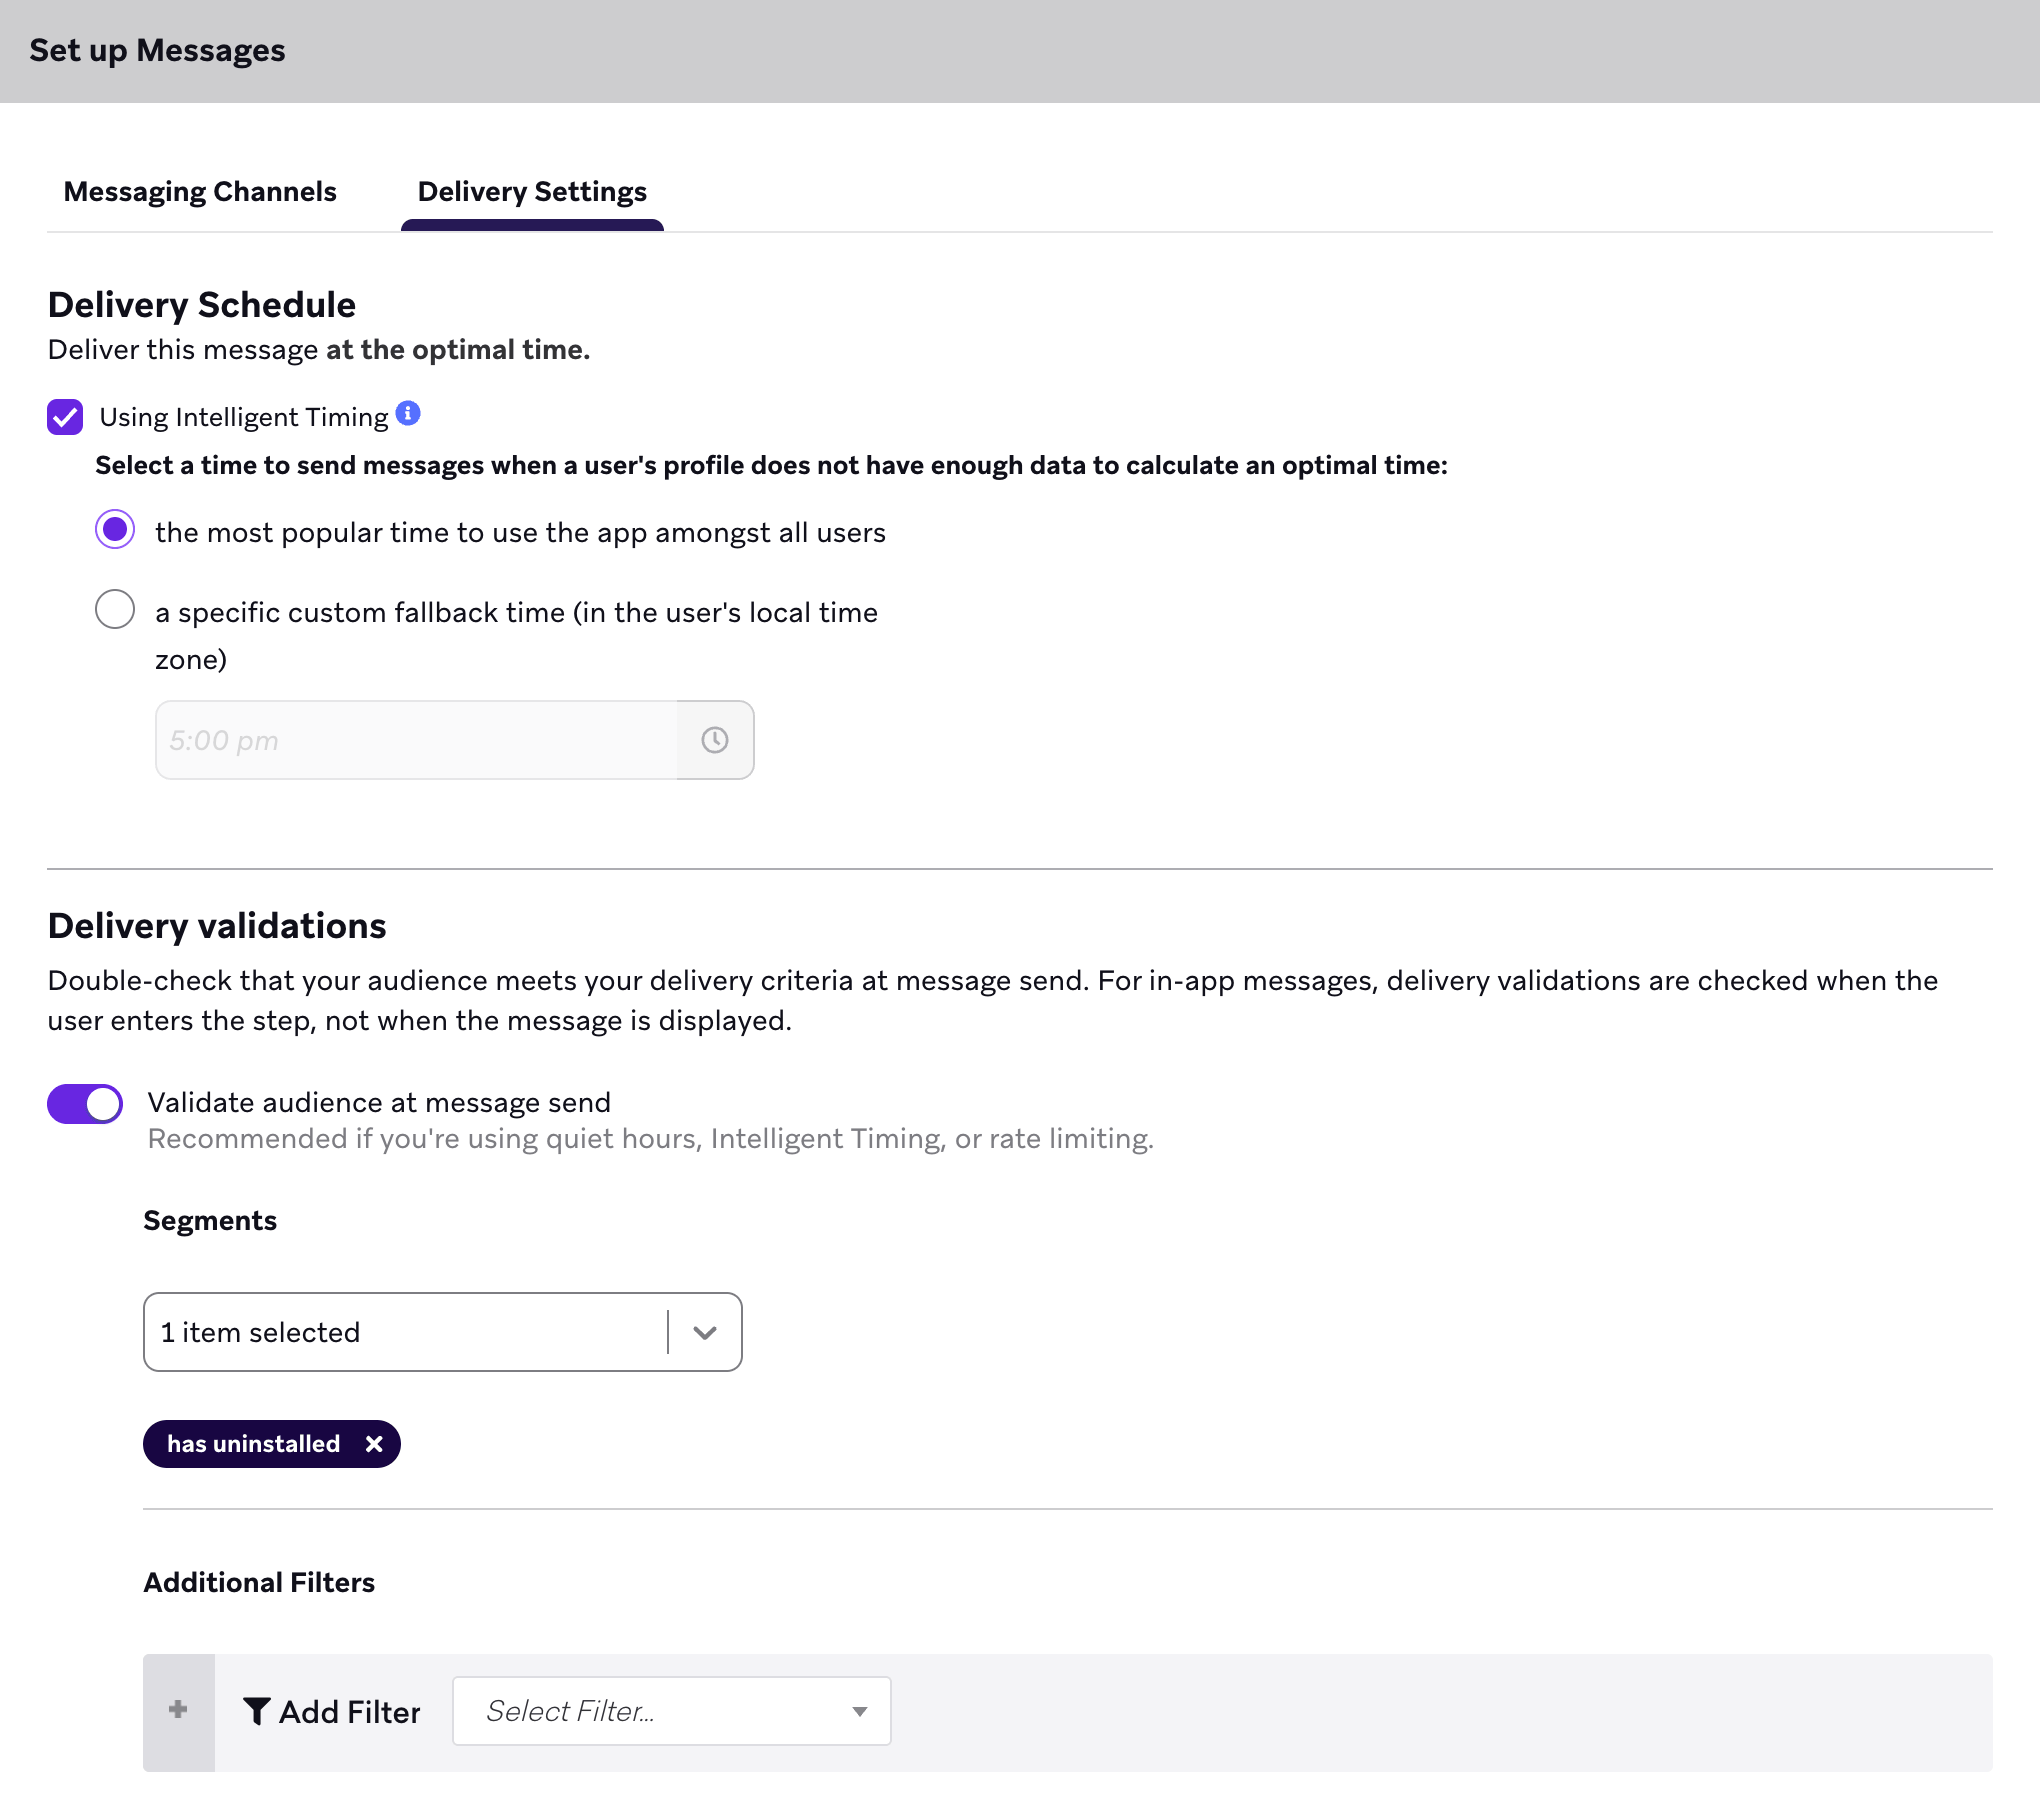 Set up Messages
Messaging Channels
Delivery Settings
Delivery Schedule
Deliver this message at the optimal time.
Using Intelligent Timing
Select a time to send messages when a user's profile does not have enough data to calculate an optimal time:
the most popular time to use the app amongst all users
a specific custom fallback time (in the user's local time
zone)
5:00 pm
Delivery validations
Double-check that your audience meets your delivery criteria at message send. For in-app messages, delivery validations are checked when the
user enters the step, not when the message is displayed.
Validate audience at message send
Recommended if you're using quiet hours, Intelligent Timing, or rate limiting.
Segments
1 item selected
has uninstalled
Additional Filters
Add Filter
Select Filter...